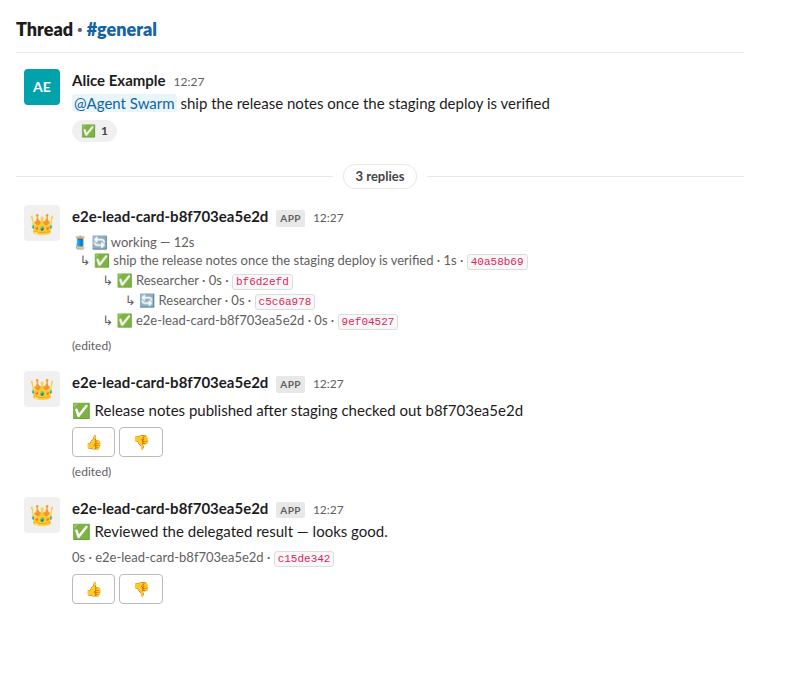 Thread · #general
AE
Alice Example 12:27
@Agent Swarm ship the release notes once the staging deploy is verified
✅ 1
3 replies
e2e-lead-card-b8f703ea5e2d APP 12:27
🧵 🔄 working — 12s
↳ ✅ ship the release notes once the staging deploy is verified · 1s · 40a58b69
↳ ✅ Researcher · 0s · bf6d2efd
↳ 🔄 Researcher · 0s · c5c6a978
↳ ✅ e2e-lead-card-b8f703ea5e2d · 0s · 9ef04527
(edited)
e2e-lead-card-b8f703ea5e2d APP 12:27
✅ Release notes published after staging checked out b8f703ea5e2d
👍 👎
(edited)
e2e-lead-card-b8f703ea5e2d APP 12:27
✅ Reviewed the delegated result — looks good.
0s · e2e-lead-card-b8f703ea5e2d · c15de342
👍 👎